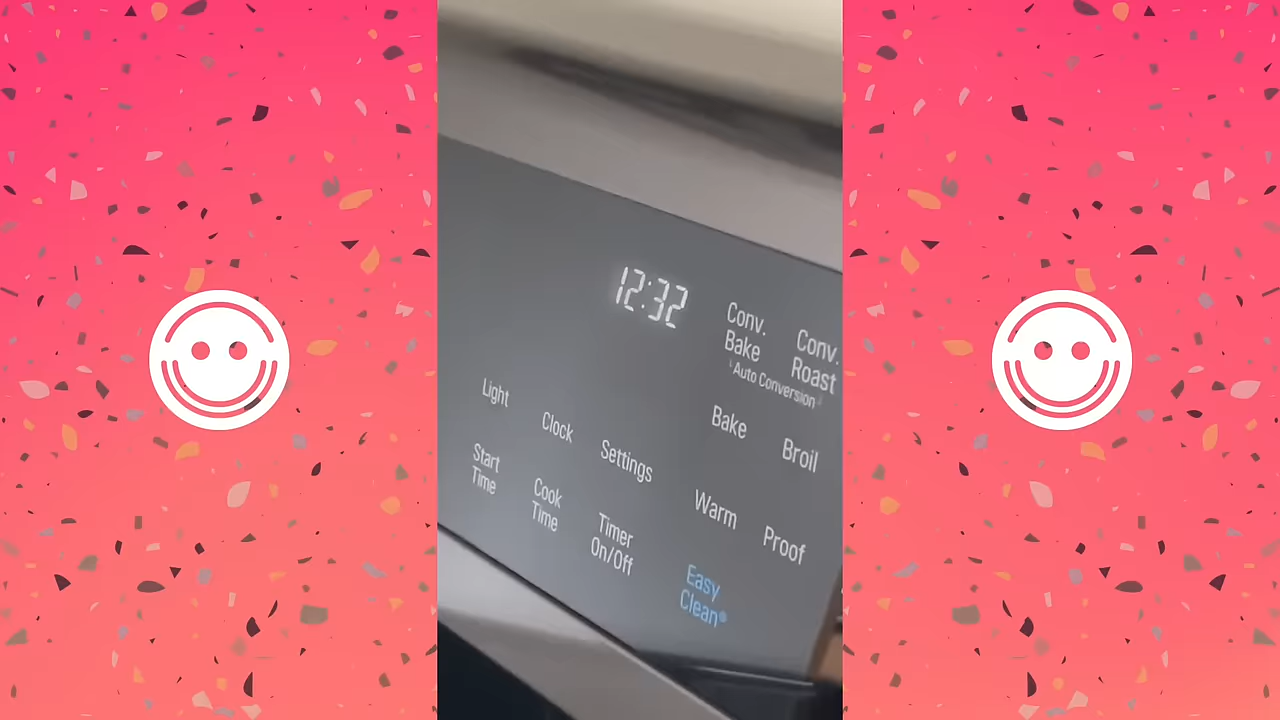 12:32
Conv.
Bake
Conv.
Roast
Auto Conversion
Light
Clock
Settings
Bake
Broil
Start
Time
Cook
Time
Timer
On/Off
Warm
Proof
Easy
Clean®